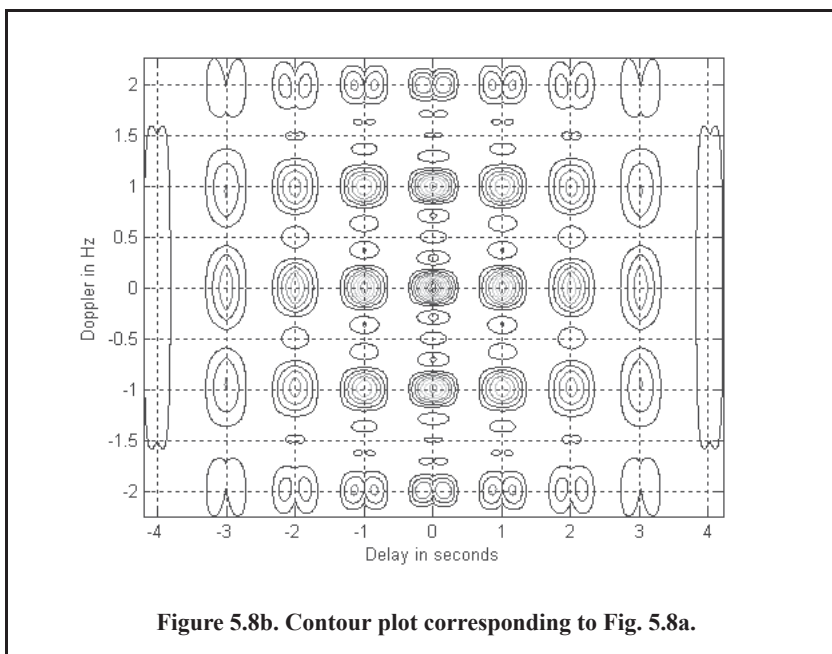 2
1.5
1
0.5
0
-0.5
-1
-1.5
-2
Doppler in Hz
-4 -3 -2 -1 0 1 2 3 4
Delay in seconds
Figure 5.8b. Contour plot corresponding to Fig. 5.8a.